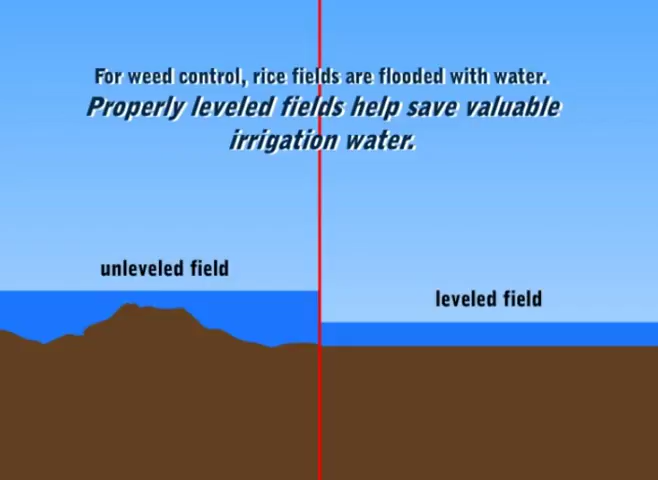 For weed control, rice fields are flooded with water.
Properly leveled fields help save valuable
irrigation water.
unleveled field
leveled field